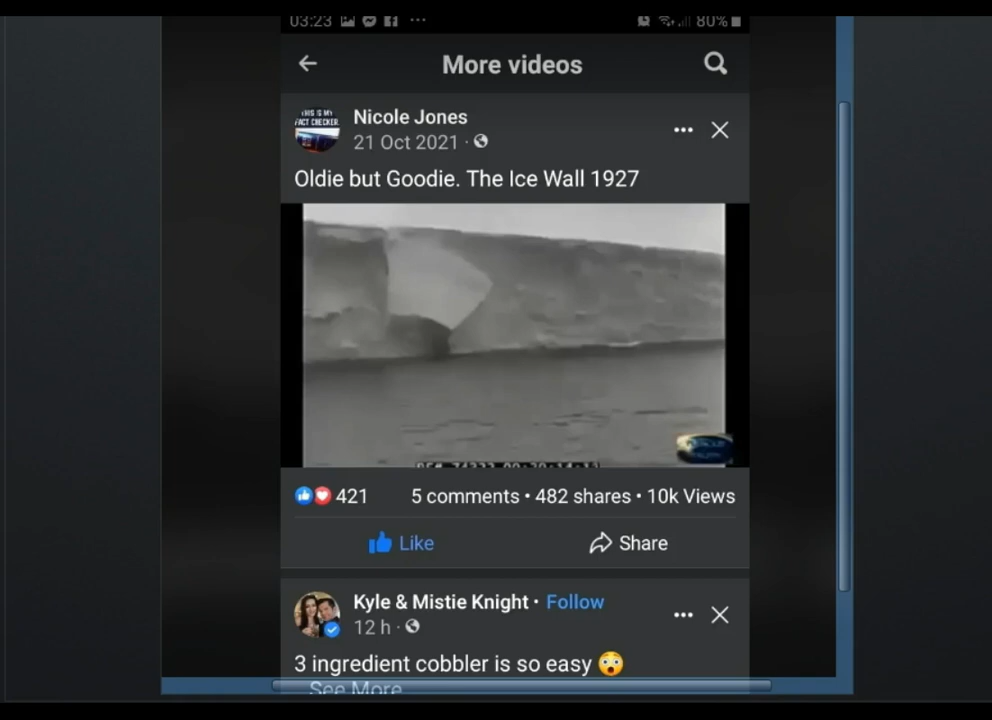 03:23 ... 80%
More videos
THIS IS MY
FACT CHECKER
Nicole Jones
21 Oct 2021 ·
Oldie but Goodie. The Ice Wall 1927
421 5 comments • 482 shares • 10k Views
Like Share
Kyle & Mistie Knight · Follow
12 h ·
3 ingredient cobbler is so easy 😲
See More